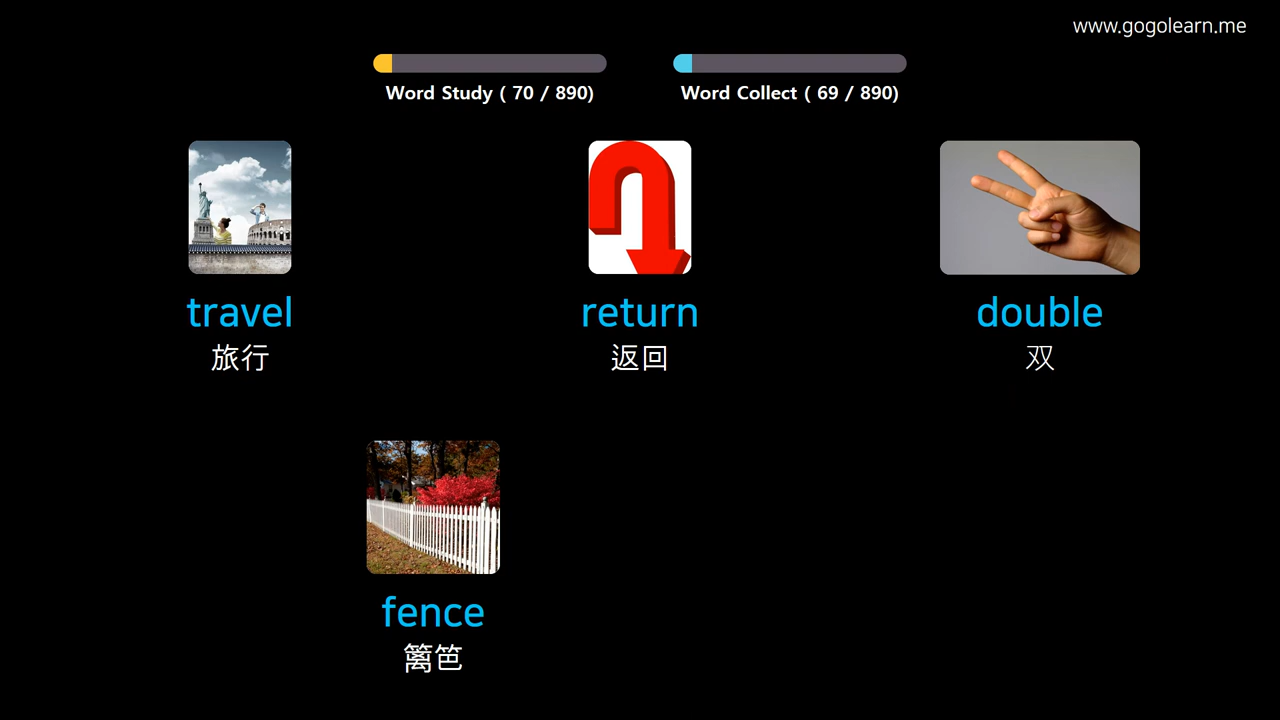 www.gogolearn.me
Word Study ( 70 / 890)
Word Collect ( 69 / 890)
travel
旅行
return
返回
double
双
fence
篱笆